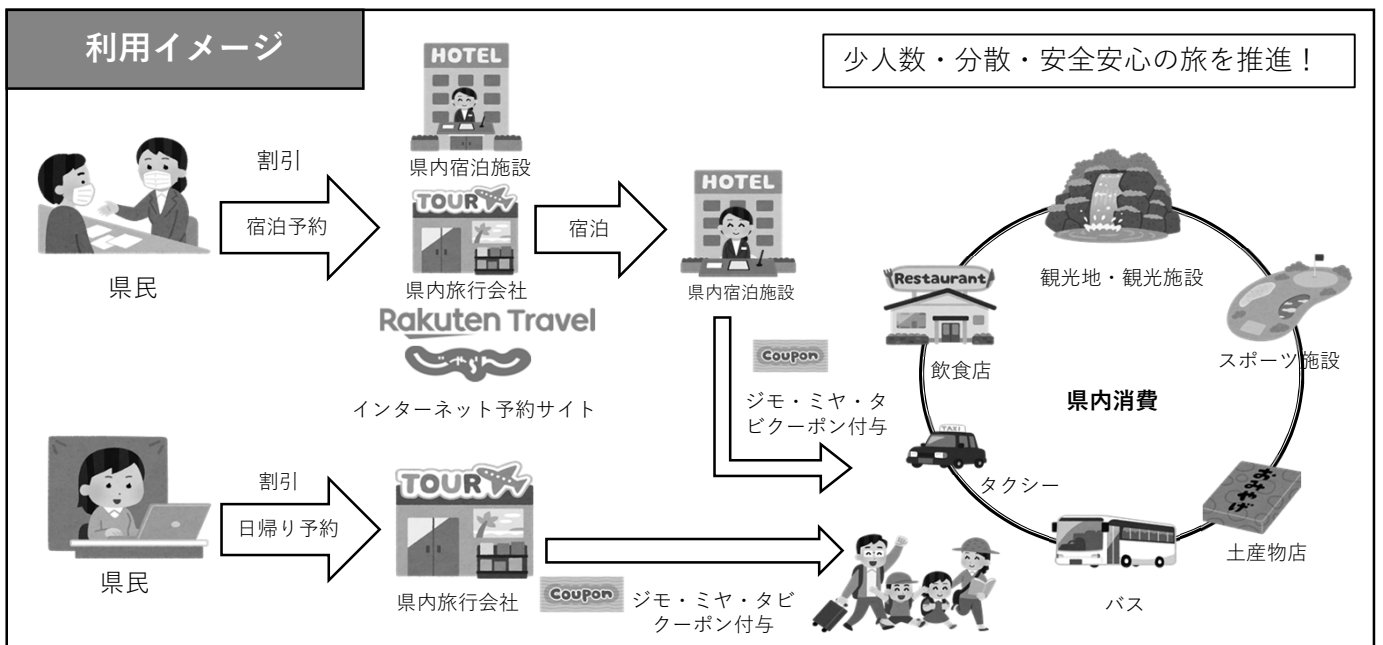 利用イメージ
少人数・分散・安全安心の旅を推進！
HOTEL
県内宿泊施設
割引
宿泊予約
県民
TOUR
県内旅行会社
Rakuten Travel
じゃらん
インターネット予約サイト
宿泊
HOTEL
県内宿泊施設
Coupon
ジモ・ミヤ・タ
ビクーポン付与
観光地・観光施設
Restaurant
飲食店
スポーツ施設
県内消費
TAXI
タクシー
おみやげ
土産物店
バス
割引
日帰り予約
県民
TOUR
県内旅行会社
Coupon
ジモ・ミヤ・タビ
クーポン付与